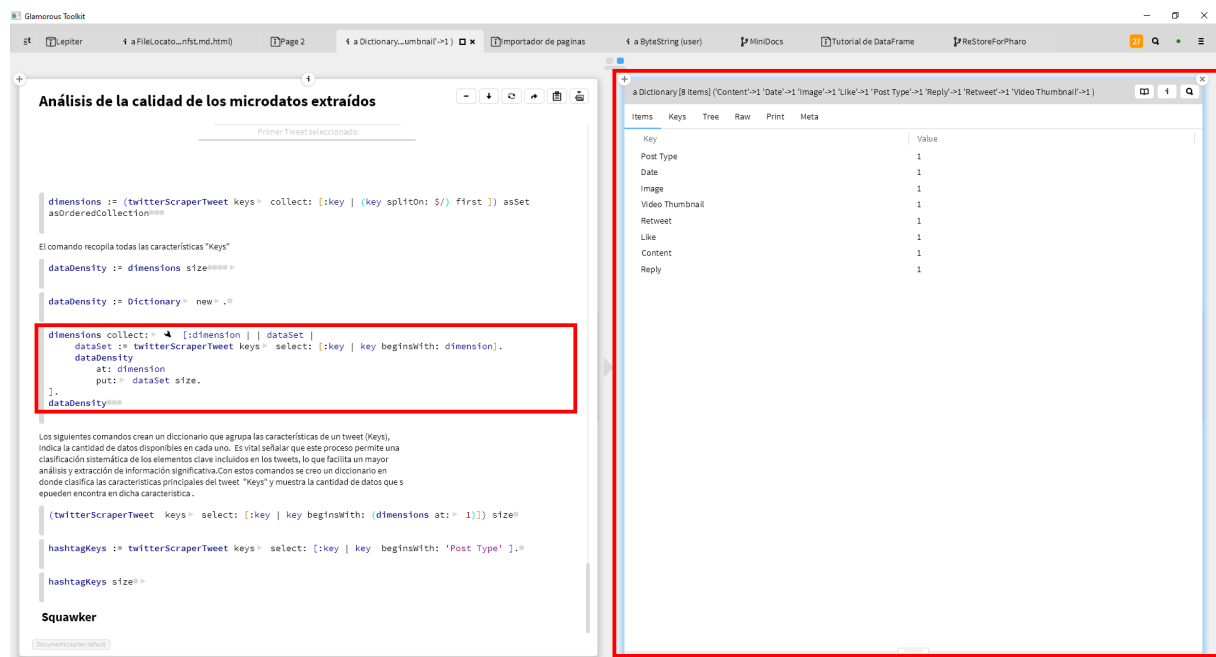 Glamorous Toolkit
gt Lepiter a FileLocato...nfst.md.html) Page 2 a Dictionary...umbnail'->1 ) Importador de paginas a ByteString (user) MiniDocs Tutorial de DataFrame ReStoreForPharo 27
Análisis de la calidad de los microdatos extraídos
Primer Tweet seleccionado
dimensions := (twitterScraperTweet keys collect: [:key | (key splitOn: $/) first ]) asSet
asOrderedCollection
El comando recopila todas las características "Keys"
dataDensity := dimensions size
dataDensity := Dictionary new .
dimensions collect: [:dimension | | dataSet |
dataSet := twitterScraperTweet keys select: [:key | key beginsWith: dimension].
dataDensity
at: dimension
put: dataSet size.
].
dataDensity
Los siguientes comandos crean un diccionario que agrupa las características de un tweet (Keys),
indica la cantidad de datos disponibles en cada uno. Es vital señalar que este proceso permite una
clasificación sistemática de los elementos clave incluidos en los tweets, lo que facilita un mayor
análisis y extracción de información significativa.Con estos comandos se creo un diccionario en
donde clasifica las caracteristicas principales del tweet "Keys" y muestra la cantidad de datos que s
epueden encontra en dicha caracteristica .
(twitterScraperTweet keys select: [:key | key beginsWith: (dimensions at: 1)]) size
hashtagKeys := twitterScraperTweet keys select: [:key | key beginsWith: 'Post Type' ].
hashtagKeys size
Squawker
Documents\lepiter\default
a Dictionary [8 items] ('Content'->1 'Date'->1 'Image'->1 'Like'->1 'Post Type'->1 'Reply'->1 'Retweet'->1 'Video Thumbnail'->1 )
Items Keys Tree Raw Print Meta
Key Value
Post Type 1
Date 1
Image 1
Video Thumbnail 1
Retweet 1
Like 1
Content 1
Reply 1